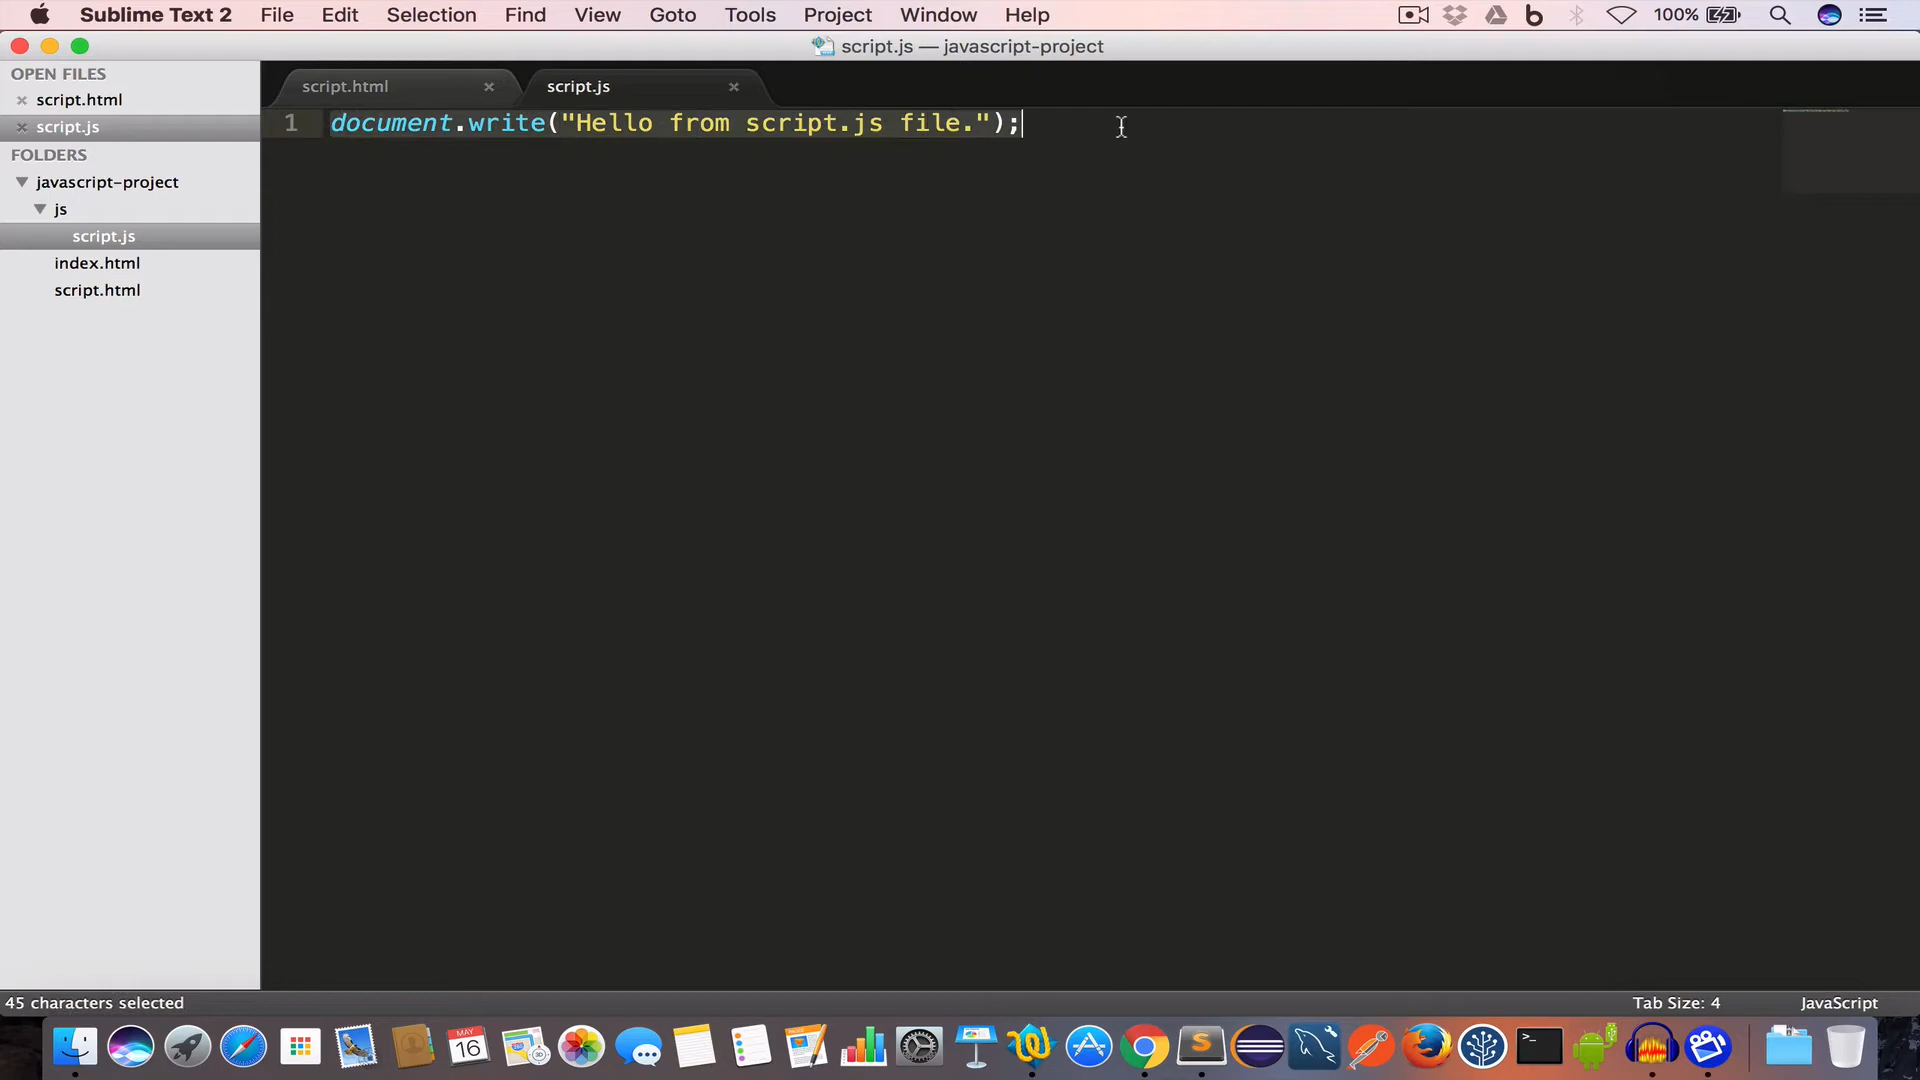 Sublime Text 2 File Edit Selection Find View Goto Tools Project Window Help 100%
script.js — javascript-project
OPEN FILES
script.html
script.js
FOLDERS
javascript-project
js
script.js
index.html
script.html
script.html script.js
1 document.write("Hello from script.js file.");
45 characters selected Tab Size: 4 JavaScript
MAY
16